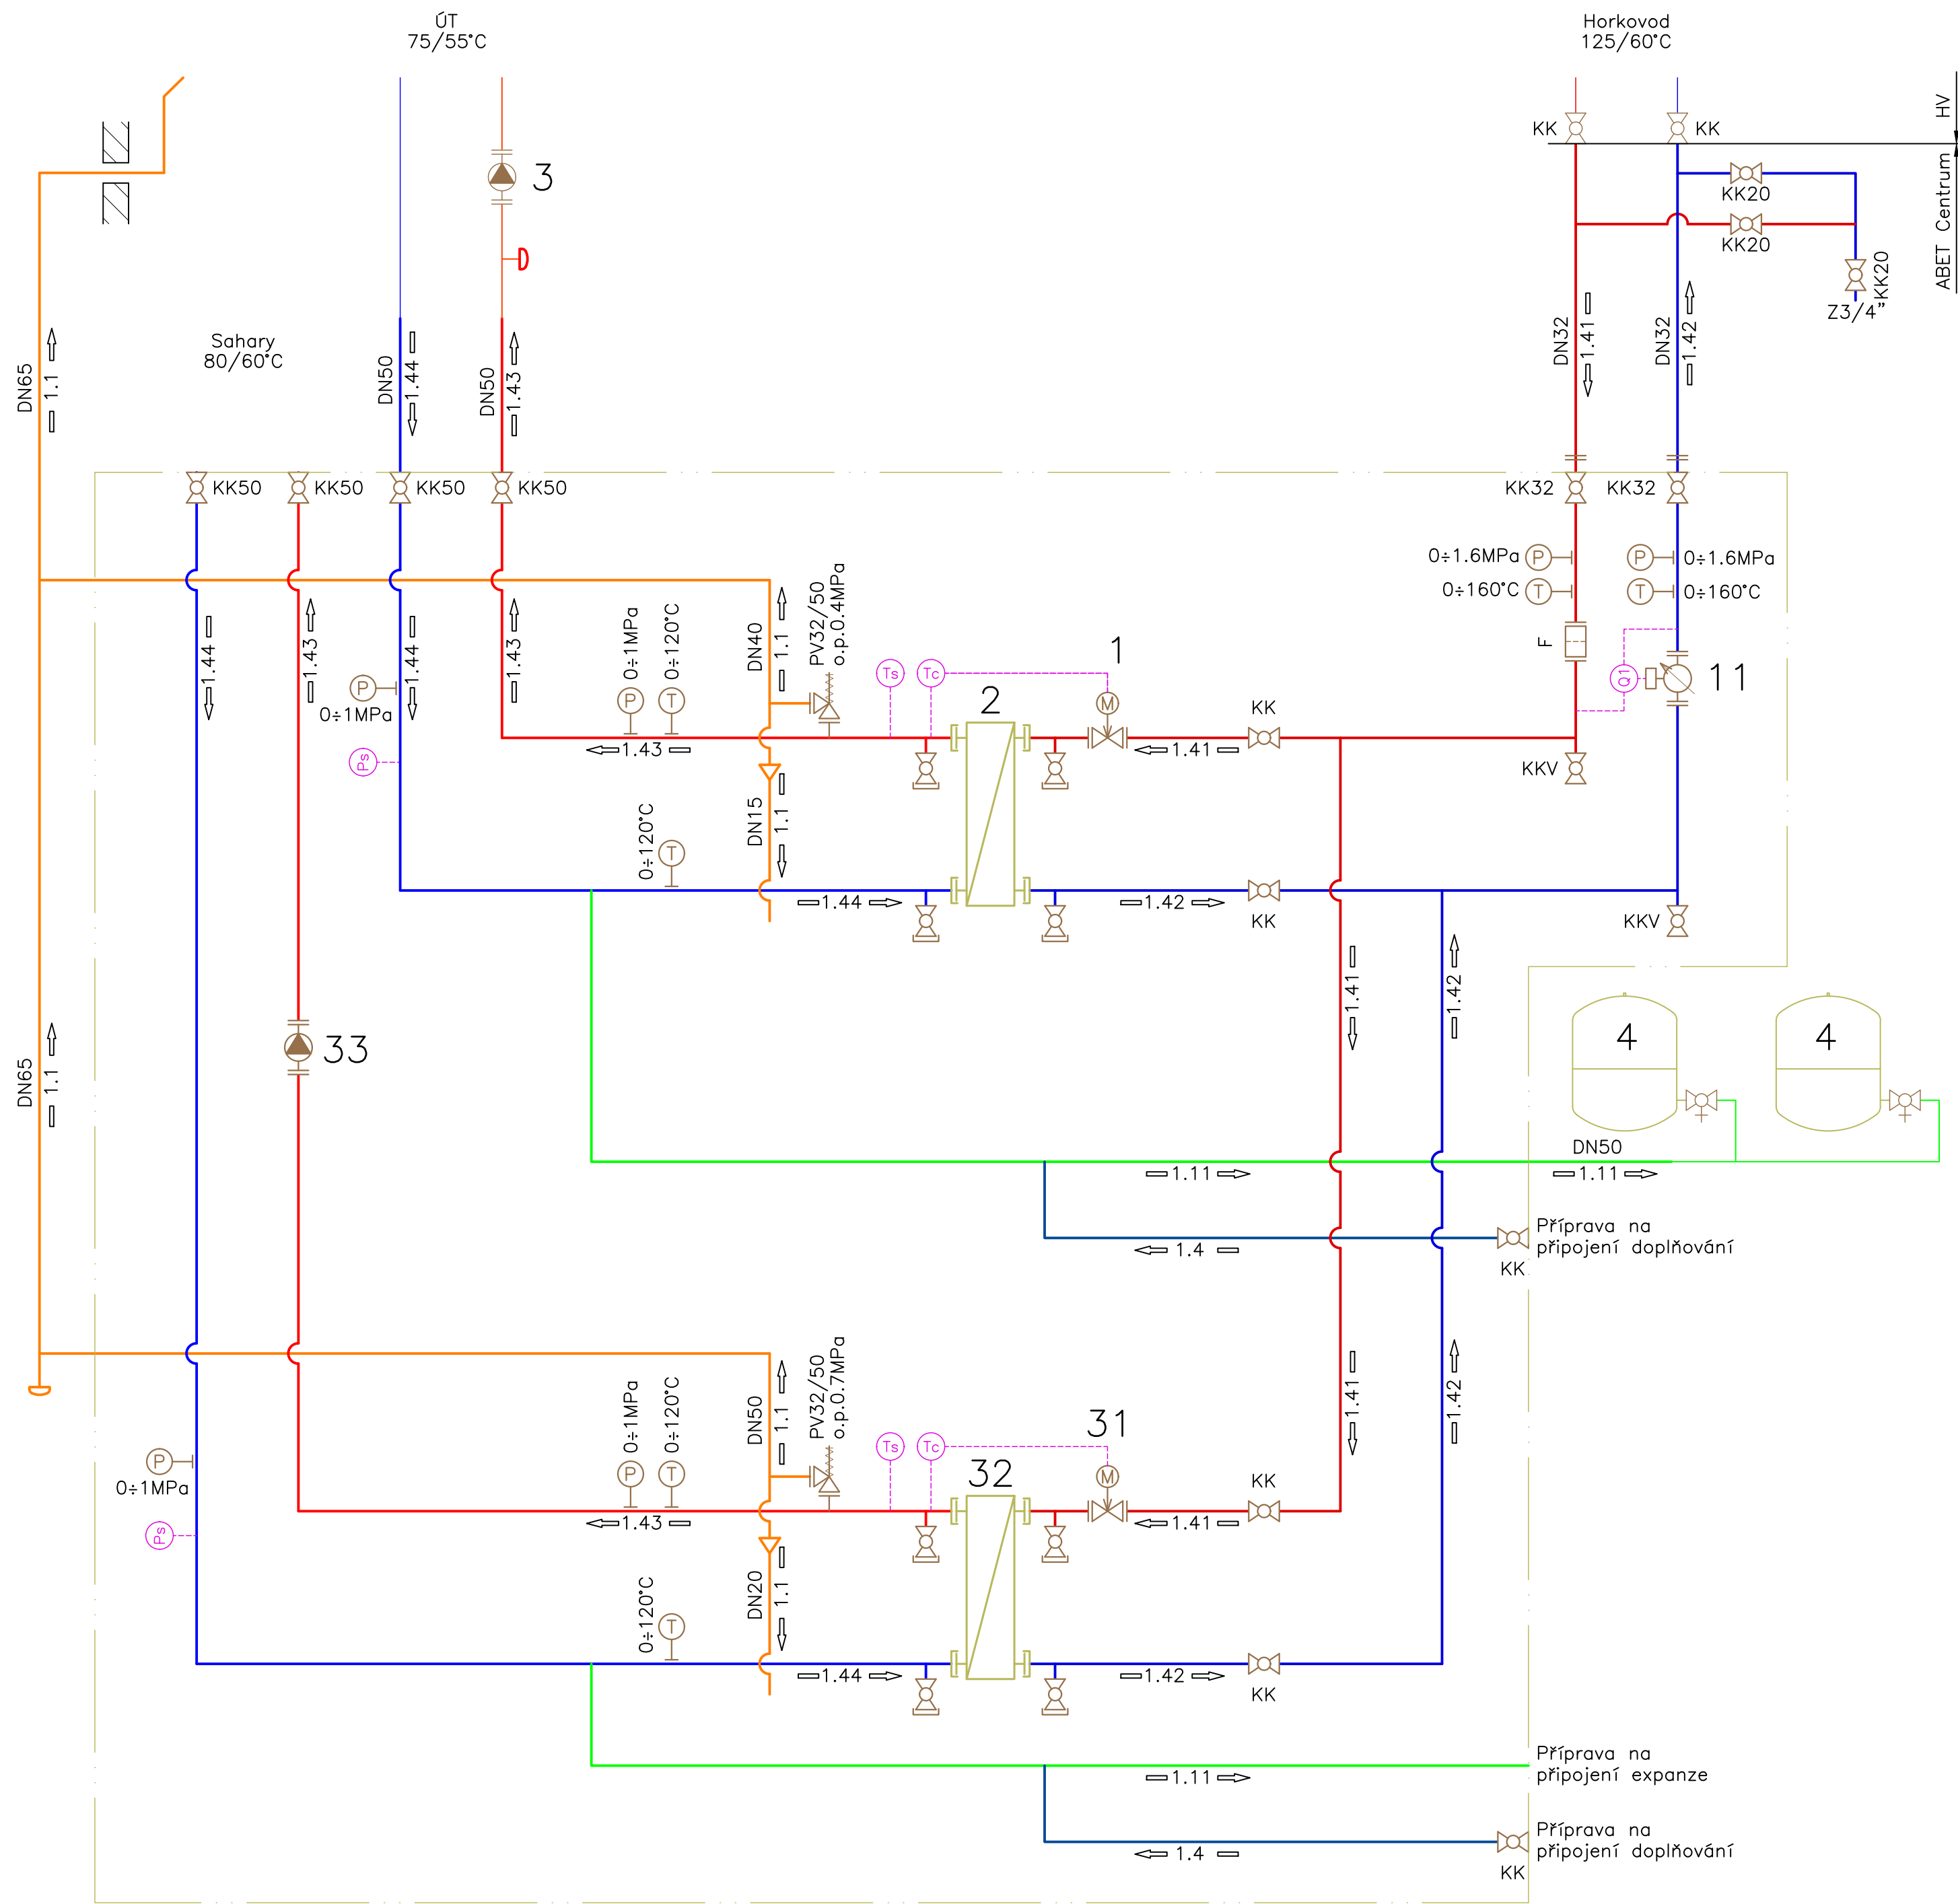 ÚT
75/55°C
Horkovod
125/60°C
KK
KK
HV
ABET Centrum
3
KK20
KK20
KK20
Z3/4"
DN65
1.1
Sahary
80/60°C
DN50
1.44
DN50
1.43
DN32
1.41
DN32
1.42
KK50
KK50
KK50
KK50
KK32
KK32
P
0÷1.6MPa
T
0÷160°C
P
0÷1.6MPa
T
0÷160°C
1.44
1.43
1.44
1.43
P
0÷1MPa
Ps
P
0÷1MPa
T
0÷120°C
DN40
1.1
PV32/50
o.p.0.4MPa
Ts
Tc
1
M
2
KK
F
Q1
11
1.43
1.41
KKV
DN15
1.1
T
0÷120°C
1.44
1.42
KK
KKV
1.41
1.42
DN65
1.1
33
4
4
DN50
1.11
1.11
1.4
KK
Příprava na
připojení doplňování
P
0÷1MPa
Ps
P
0÷1MPa
T
0÷120°C
DN50
1.1
PV32/50
o.p.0.7MPa
Ts
Tc
31
M
32
KK
1.41
1.42
1.43
1.41
DN20
1.1
T
0÷120°C
1.44
1.42
KK
1.11
Příprava na
připojení expanze
1.4
KK
Příprava na
připojení doplňování